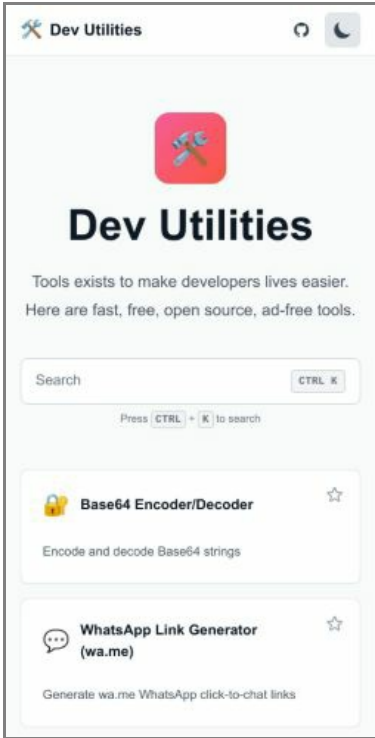 Dev Utilities
Dev Utilities
Tools exists to make developers lives easier.
Here are fast, free, open source, ad-free tools.
Search CTRL K
Press CTRL + K to search
Base64 Encoder/Decoder
Encode and decode Base64 strings
WhatsApp Link Generator
(wa.me)
Generate wa.me WhatsApp click-to-chat links